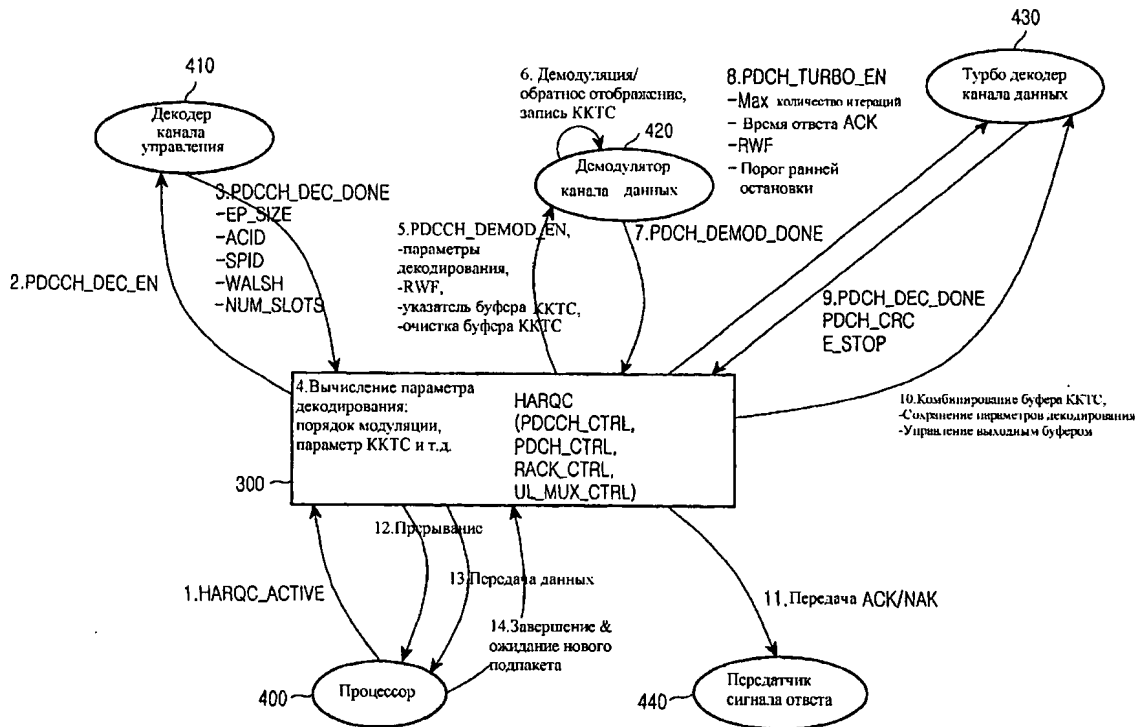 410
Декодер
канала
управления
2.PDCCH_DEC_EN
3.PDCCH_DEC_DONE
-EP_SIZE
-ACID
-SPID
-WALSH
-NUM_SLOTS
6. Демодуляция/
обратное отображение,
запись ККТС
420
Демодулятор
канала данных
5.PDCCH_DEMOD_EN,
-параметры
декодирования,
-RWF,
-указатель буфера ККТС,
-очистка буфера ККТС
7.PDCH_DEMOD_DONE
8.PDCH_TURBO_EN
-Max количество итераций
- Время ответа ACK
-RWF
- Порог ранней
остановки
430
Турбо декодер
канала данных
9.PDCH_DEC_DONE
PDCH_CRC
E_STOP
10.Комбинирование буфера ККТС,
-Сохранение параметров декодирования
-Управление выходным буфером
300
4.Вычисление параметра
декодирования:
порядок модуляции,
параметр ККТС и т.д.
HARQC
(PDCCH_CTRL,
PDCH_CTRL,
RACK_CTRL,
UL_MUX_CTRL)
1.HARQC_ACTIVE
12.Прерывание
13.Передача данных
14.Завершение &
ожидание нового
подпакета
11.Передача ACK/NAK
400
Процессор
440
Передатчик
сигнала ответа